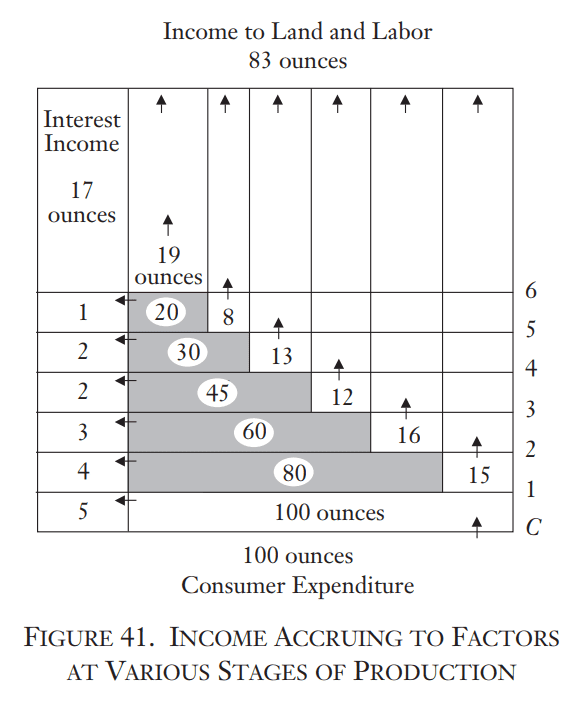 Income to Land and Labor
83 ounces
Interest
Income
17
ounces
19
ounces
6
1 20 8
5
2 30 13
4
2 45 12
3
3 60 16
2
4 80 15
1
5 100 ounces
C
100 ounces
Consumer Expenditure
FIGURE 41. INCOME ACCRUING TO FACTORS
AT VARIOUS STAGES OF PRODUCTION